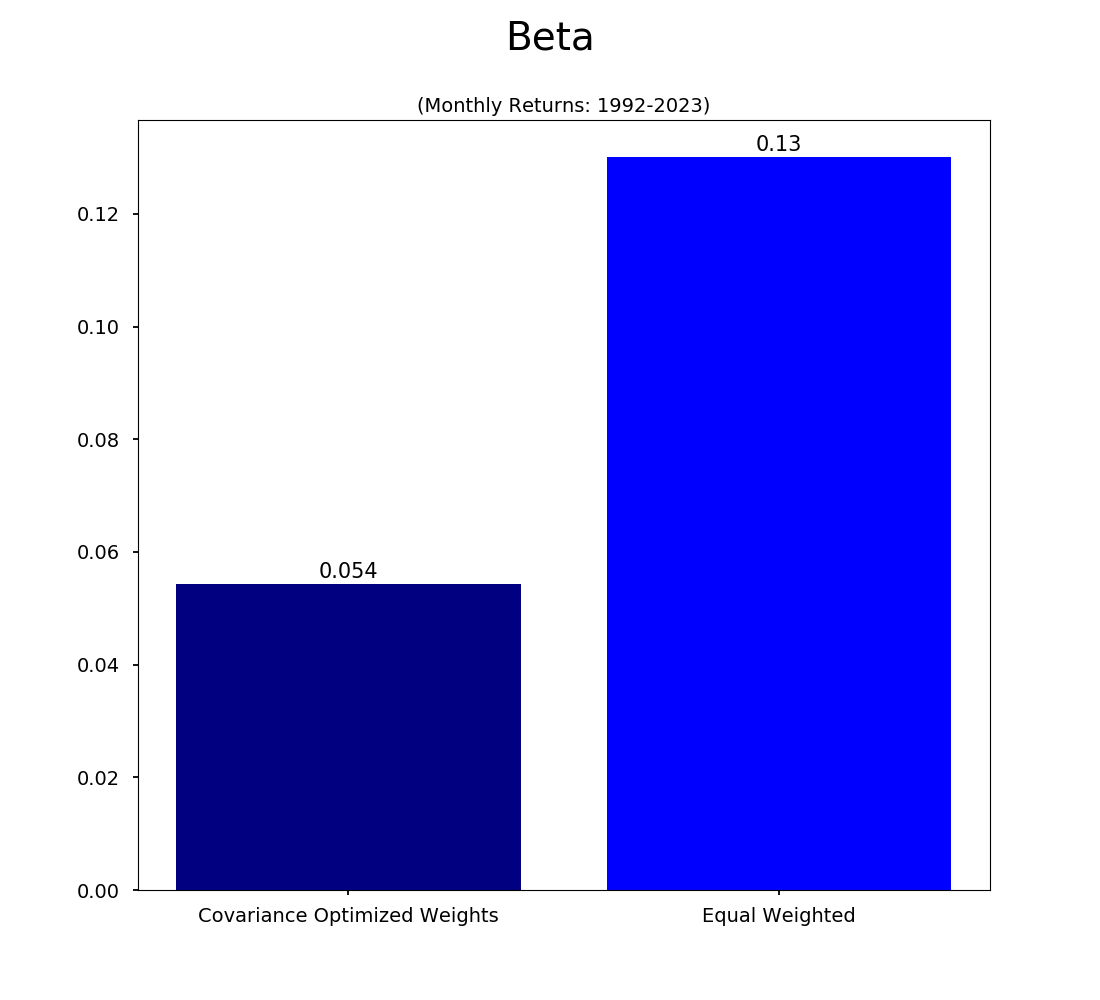 Beta
(Monthly Returns: 1992-2023)
0.13
0.12
0.10
0.08
0.06
0.054
0.04
0.02
0.00
Covariance Optimized Weights
Equal Weighted